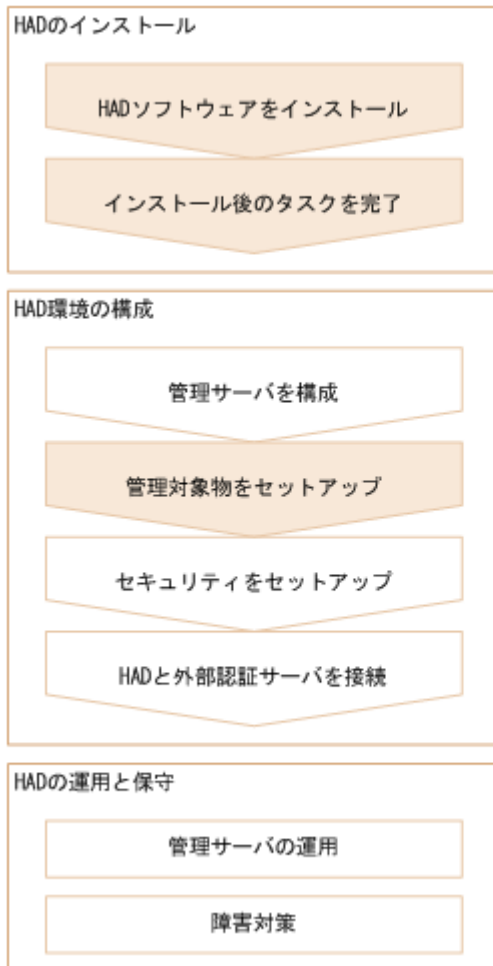 HADのインストール
HADソフトウェアをインストール
インストール後のタスクを完了
HAD環境の構成
管理サーバを構成
管理対象物をセットアップ
セキュリティをセットアップ
HADと外部認証サーバを接続
HADの運用と保守
管理サーバの運用
障害対策